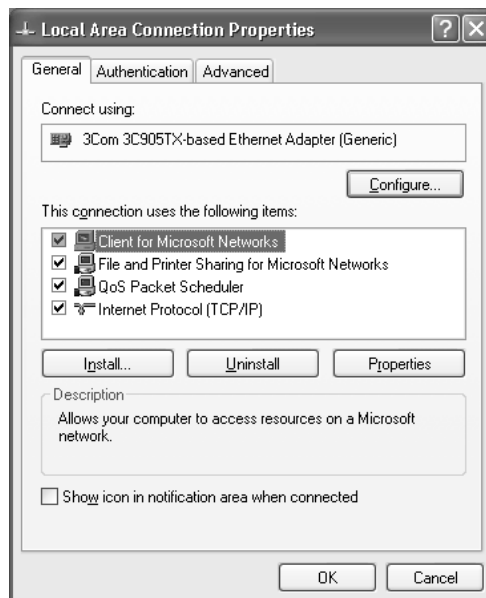 Local Area Connection Properties
General Authentication Advanced
Connect using:
3Com 3C905TX-based Ethernet Adapter (Generic)
Configure...
This connection uses the following items:
Client for Microsoft Networks
File and Printer Sharing for Microsoft Networks
QoS Packet Scheduler
Internet Protocol (TCP/IP)
Install... Uninstall Properties
Description
Allows your computer to access resources on a Microsoft
network.
Show icon in notification area when connected
OK Cancel